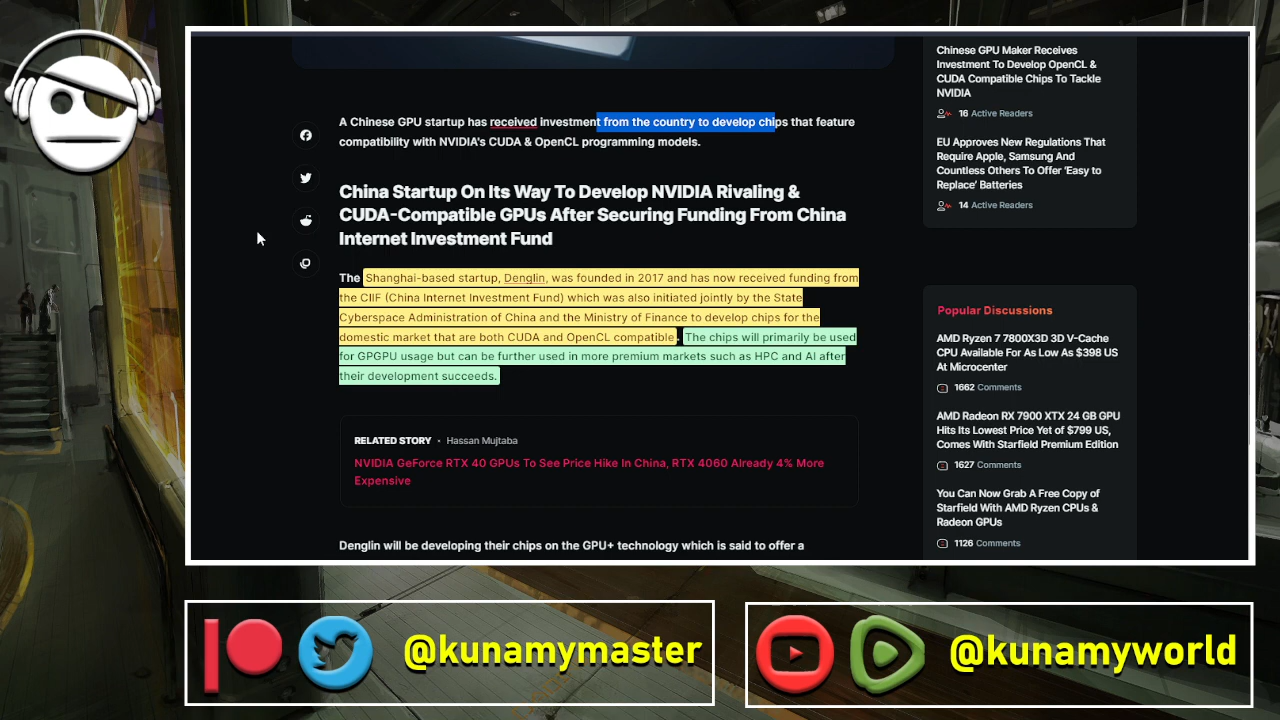 A Chinese GPU startup has received investment from the country to develop chips that feature
compatibility with NVIDIA's CUDA & OpenCL programming models.
China Startup On Its Way To Develop NVIDIA Rivaling &
CUDA-Compatible GPUs After Securing Funding From China
Internet Investment Fund
The Shanghai-based startup, Denglin, was founded in 2017 and has now received funding from
the CIIF (China Internet Investment Fund) which was also initiated jointly by the State
Cyberspace Administration of China and the Ministry of Finance to develop chips for the
domestic market that are both CUDA and OpenCL compatible. The chips will primarily be used
for GPGPU usage but can be further used in more premium markets such as HPC and AI after
their development succeeds.
RELATED STORY • Hassan Mujtaba
NVIDIA GeForce RTX 40 GPUs To See Price Hike In China, RTX 4060 Already 4% More
Expensive
Denglin will be developing their chips on the GPU+ technology which is said to offer a
Chinese GPU Maker Receives
Investment To Develop OpenCL &
CUDA Compatible Chips To Tackle
NVIDIA
16 Active Readers
EU Approves New Regulations That
Require Apple, Samsung And
Countless Others To Offer 'Easy to
Replace' Batteries
14 Active Readers
Popular Discussions
AMD Ryzen 7 7800X3D 3D V-Cache
CPU Available For As Low As $398 US
At Microcenter
1662 Comments
AMD Radeon RX 7900 XTX 24 GB GPU
Hits Its Lowest Price Yet of $799 US,
Comes With Starfield Premium Edition
1627 Comments
You Can Now Grab A Free Copy of
Starfield With AMD Ryzen CPUs &
Radeon GPUs
1126 Comments
@kunamymaster
@kunamyworld